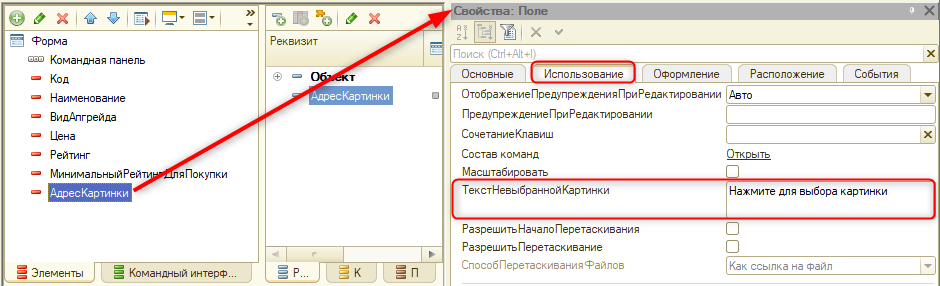 Форма
Командная панель
Код
Наименование
ВидАпгрейда
Цена
Рейтинг
МинимальныйРейтингДляПокупки
АдресКартинки
Элементы
Командный интерф...
Реквизит
Объект
АдресКартинки
Р...
К
П
Свойства: Поле
Поиск (Ctrl+Alt+I)
Основные
Использование
Оформление
Расположение
События
ОтображениеПредупрежденияПриРедактировании
Авто
ПредупреждениеПриРедактировании
СочетаниеКлавиш
Состав команд
Открыть
Масштабировать
ТекстНевыбраннойКартинки
Нажмите для выбора картинки
РазрешитьНачалоПеретаскивания
РазрешитьПеретаскивание
СпособПеретаскиванияФайлов
Как ссылка на файл